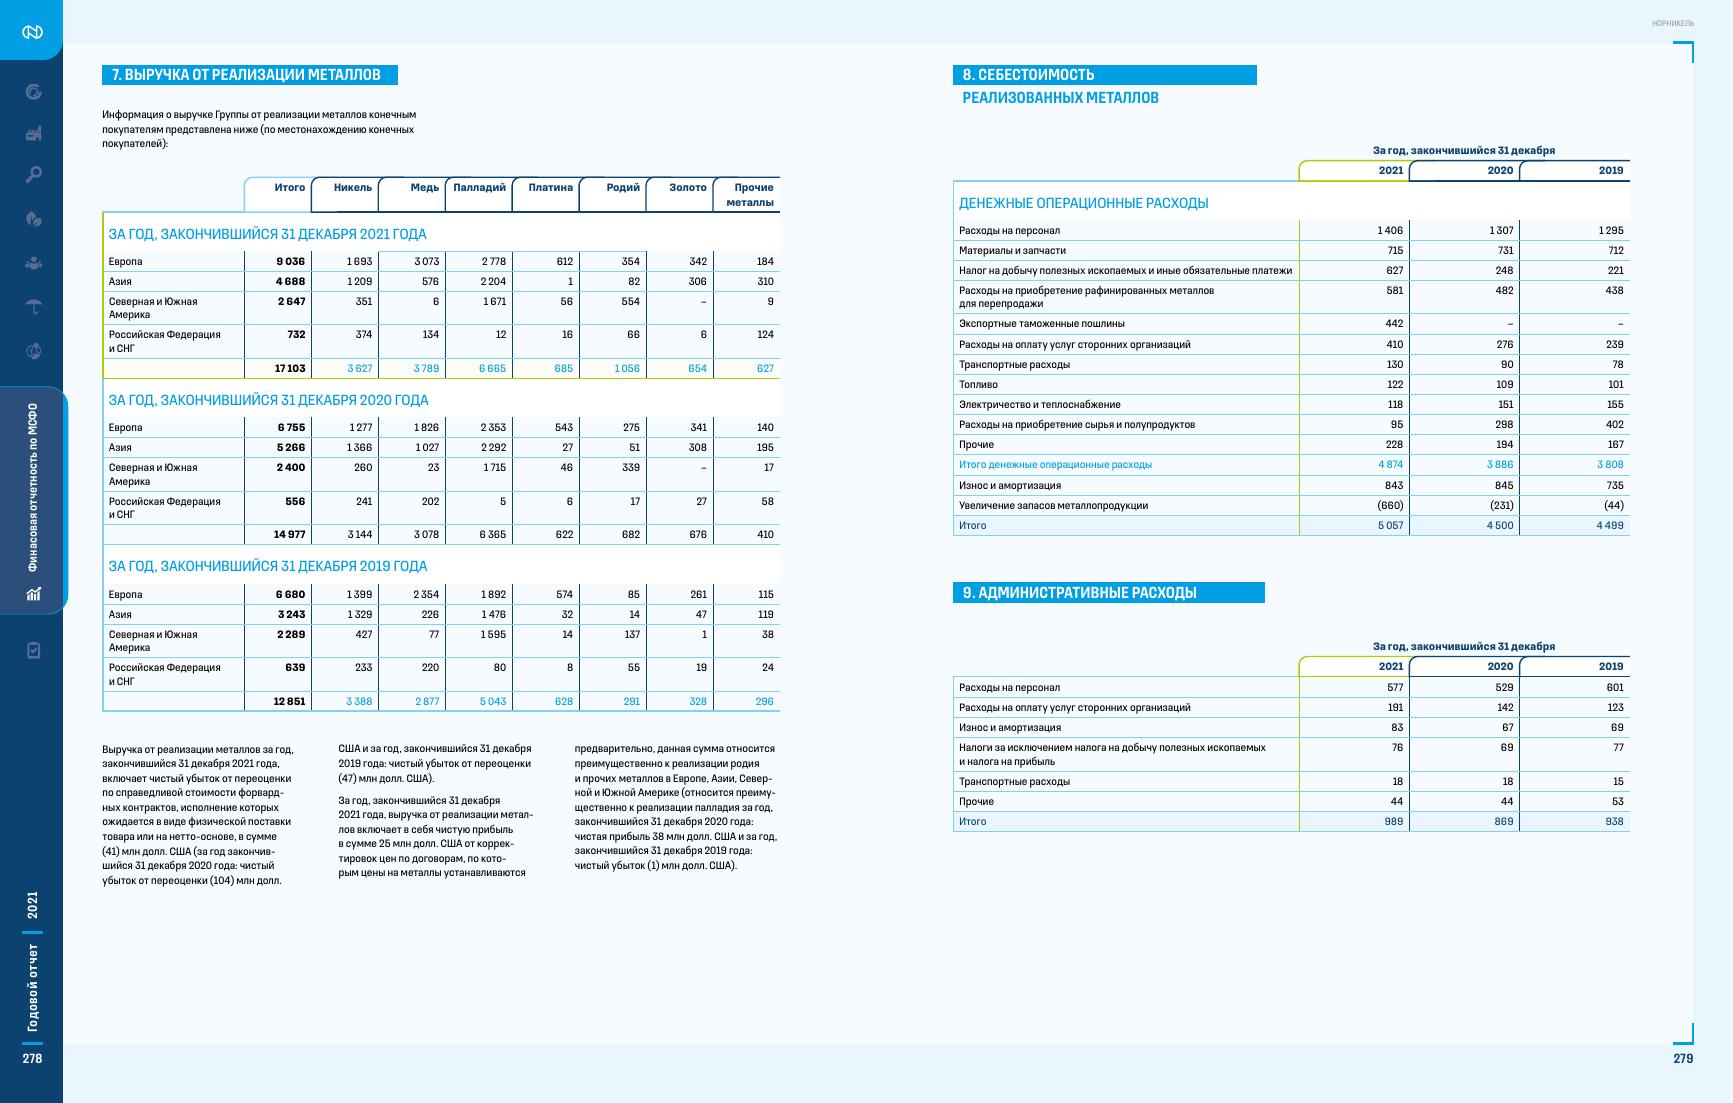 НОРНИКЕЛЬ
7. ВЫРУЧКА ОТ РЕАЛИЗАЦИИ МЕТАЛЛОВ
Информация о выручке Группы от реализации металлов конечным
покупателям представлена ниже (по местонахождению конечных
покупателей):
Итого Никель Медь Палладий Платина Родий Золото Прочие
металлы
ЗА ГОД, ЗАКОНЧИВШИЙСЯ 31 ДЕКАБРЯ 2021 ГОДА
Европа 9 036 1 693 3 073 2 778 612 354 342 184
Азия 4 688 1 209 576 2 204 1 82 306 310
Северная и Южная 2 647 351 6 1 671 56 554 – 9
Америка
Российская Федерация 732 374 134 12 16 66 6 124
и СНГ
17 103 3 627 3 789 6 665 685 1 056 654 627
ЗА ГОД, ЗАКОНЧИВШИЙСЯ 31 ДЕКАБРЯ 2020 ГОДА
Европа 6 755 1 277 1 826 2 353 543 275 341 140
Азия 5 266 1 366 1 027 2 292 27 51 308 195
Северная и Южная 2 400 260 23 1 715 46 339 – 17
Америка
Российская Федерация 556 241 202 5 6 17 27 58
и СНГ
14 977 3 144 3 078 6 365 622 682 676 410
ЗА ГОД, ЗАКОНЧИВШИЙСЯ 31 ДЕКАБРЯ 2019 ГОДА
Европа 6 680 1 399 2 354 1 892 574 85 261 115
Азия 3 243 1 329 226 1 476 32 14 47 119
Северная и Южная 2 289 427 77 1 595 14 137 1 38
Америка
Российская Федерация 639 233 220 80 8 55 19 24
и СНГ
12 851 3 388 2 877 5 043 628 291 328 296
Выручка от реализации металлов за год,
закончившийся 31 декабря 2021 года,
включает чистый убыток от переоценки
по справедливой стоимости форвард-
ных контрактов, исполнение которых
ожидается в виде физической поставки
товара или на нетто-основе, в сумме
(41) млн долл. США (за год закончив-
шийся 31 декабря 2020 года: чистый
убыток от переоценки (104) млн долл.
США и за год, закончившийся 31 декабря
2019 года: чистый убыток от переоценки
(47) млн долл. США).
За год, закончившийся 31 декабря
2021 года, выручка от реализации метал-
лов включает в себя чистую прибыль
в сумме 25 млн долл. США от коррек-
тировок цен по договорам, по кото-
рым цены на металлы устанавливаются
предварительно, данная сумма относится
преимущественно к реализации родия
и прочих металлов в Европе, Азии, Север-
ной и Южной Америке (относится преиму-
щественно к реализации палладия за год,
закончившийся 31 декабря 2020 года:
чистая прибыль 38 млн долл. США и за год,
закончившийся 31 декабря 2019 года:
чистый убыток (1) млн долл. США).
8. СЕБЕСТОИМОСТЬ
РЕАЛИЗОВАННЫХ МЕТАЛЛОВ
За год, закончившийся 31 декабря
2021 2020 2019
ДЕНЕЖНЫЕ ОПЕРАЦИОННЫЕ РАСХОДЫ
Расходы на персонал 1 406 1 307 1 295
Материалы и запчасти 715 731 712
Налог на добычу полезных ископаемых и иные обязательные платежи 627 248 221
Расходы на приобретение рафинированных металлов 581 482 438
для перепродажи
Экспортные таможенные пошлины 442 – –
Расходы на оплату услуг сторонних организаций 410 276 239
Транспортные расходы 130 90 78
Топливо 122 109 101
Электричество и теплоснабжение 118 151 155
Расходы на приобретение сырья и полупродуктов 95 298 402
Прочие 228 194 167
Итого денежные операционные расходы 4 874 3 886 3 808
Износ и амортизация 843 845 735
Увеличение запасов металлопродукции (660) (231) (44)
Итого 5 057 4 500 4 499
9. АДМИНИСТРАТИВНЫЕ РАСХОДЫ
За год, закончившийся 31 декабря
2021 2020 2019
Расходы на персонал 577 529 601
Расходы на оплату услуг сторонних организаций 191 142 123
Износ и амортизация 83 67 69
Налоги за исключением налога на добычу полезных ископаемых 76 69 77
и налога на прибыль
Транспортные расходы 18 18 15
Прочие 44 44 53
Итого 989 869 938
Финасовая отчетность по МСФО
Годовой отчет 2021
278
279